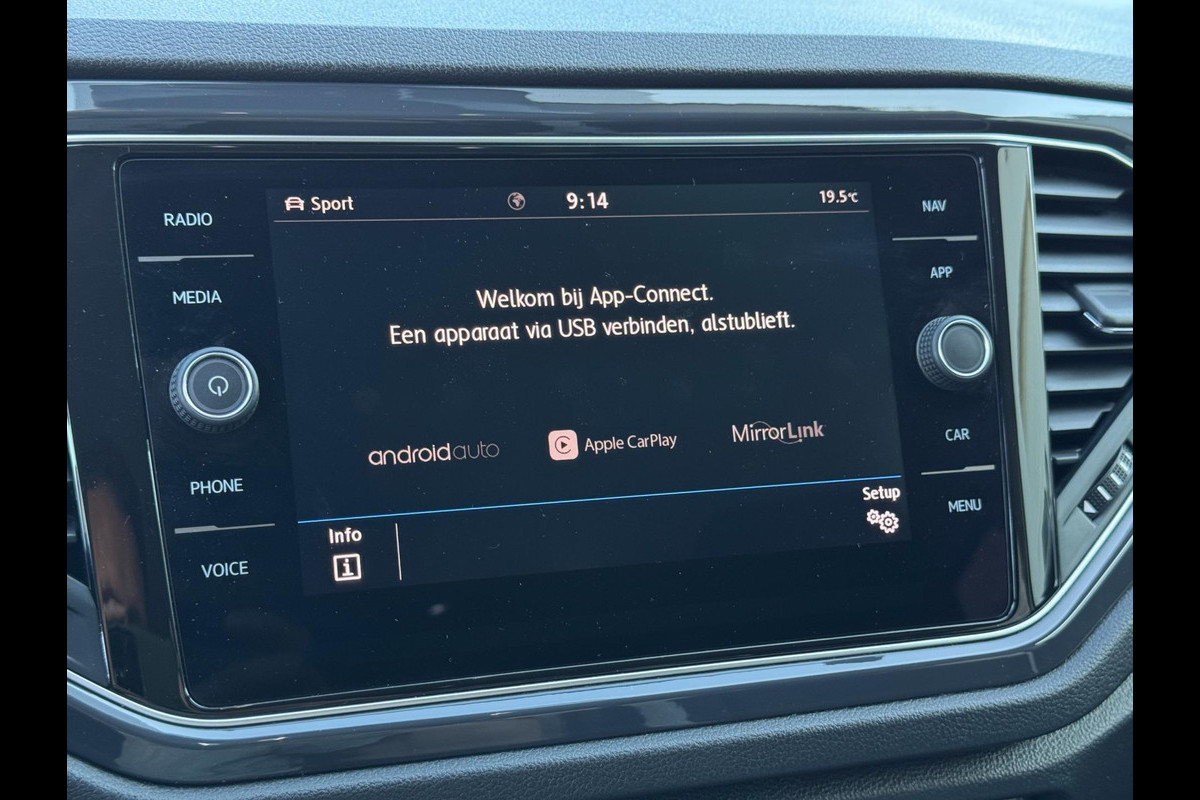 RADIO
MEDIA
PHONE
VOICE
Sport
9:14
19.5°C
Welkom bij App-Connect.
Een apparaat via USB verbinden, alstublieft.
androidauto
Apple CarPlay
MirrorLink
Info
Setup
NAV
APP
CAR
MENU